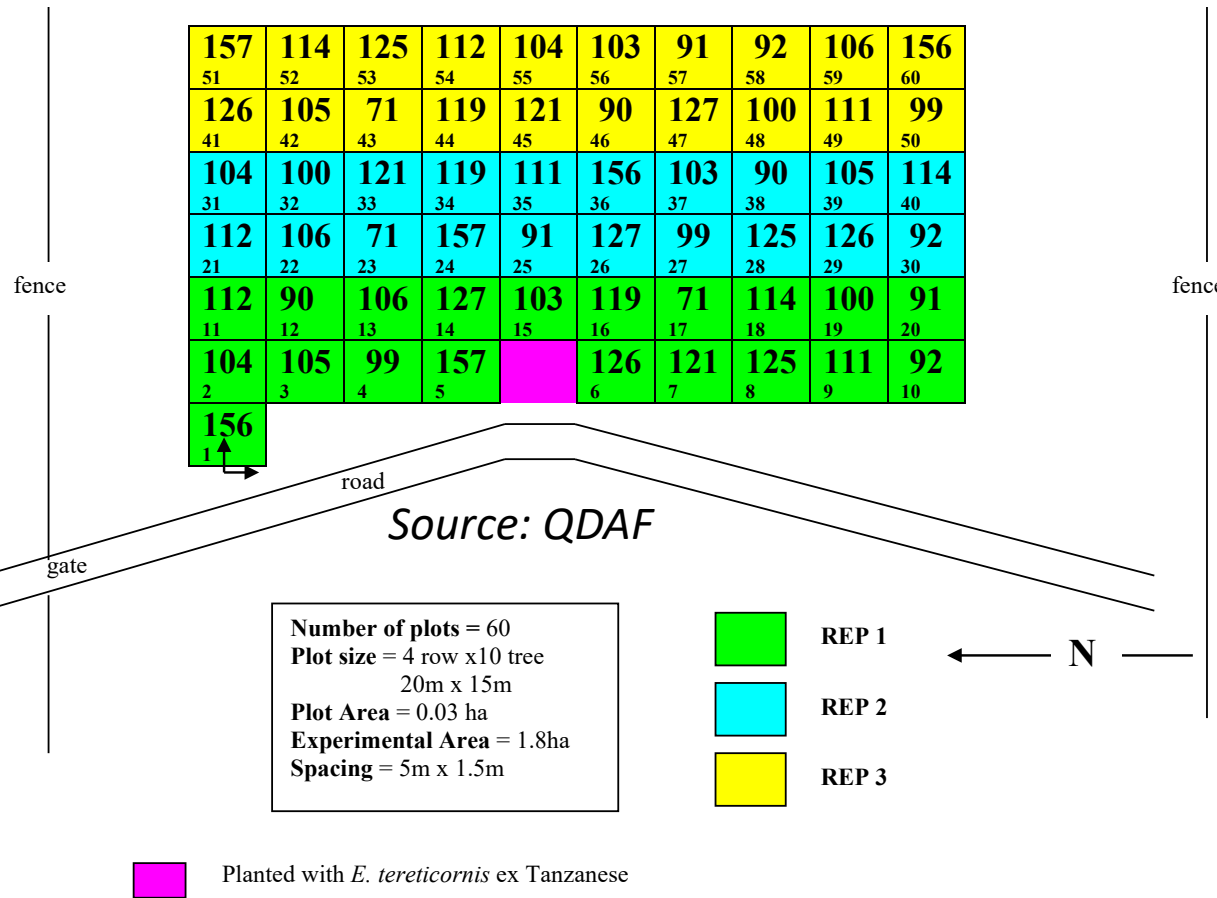 157 114 125 112 104 103 91 92 106 156
51 52 53 54 55 56 57 58 59 60
126 105 71 119 121 90 127 100 111 99
41 42 43 44 45 46 47 48 49 50
104 100 121 119 111 156 103 90 105 114
31 32 33 34 35 36 37 38 39 40
112 106 71 157 91 127 99 125 126 92
21 22 23 24 25 26 27 28 29 30
fence
fence
112 90 106 127 103 119 71 114 100 91
11 12 13 14 15 16 17 18 19 20
104 105 99 157 126 121 125 111 92
2 3 4 5 6 7 8 9 10
156
1
road
Source: QDAF
gate
Number of plots = 60
Plot size = 4 row x10 tree
20m x 15m
Plot Area = 0.03 ha
Experimental Area = 1.8ha
Spacing = 5m x 1.5m
REP 1
REP 2
REP 3
N
Planted with E. tereticornis ex Tanzanese